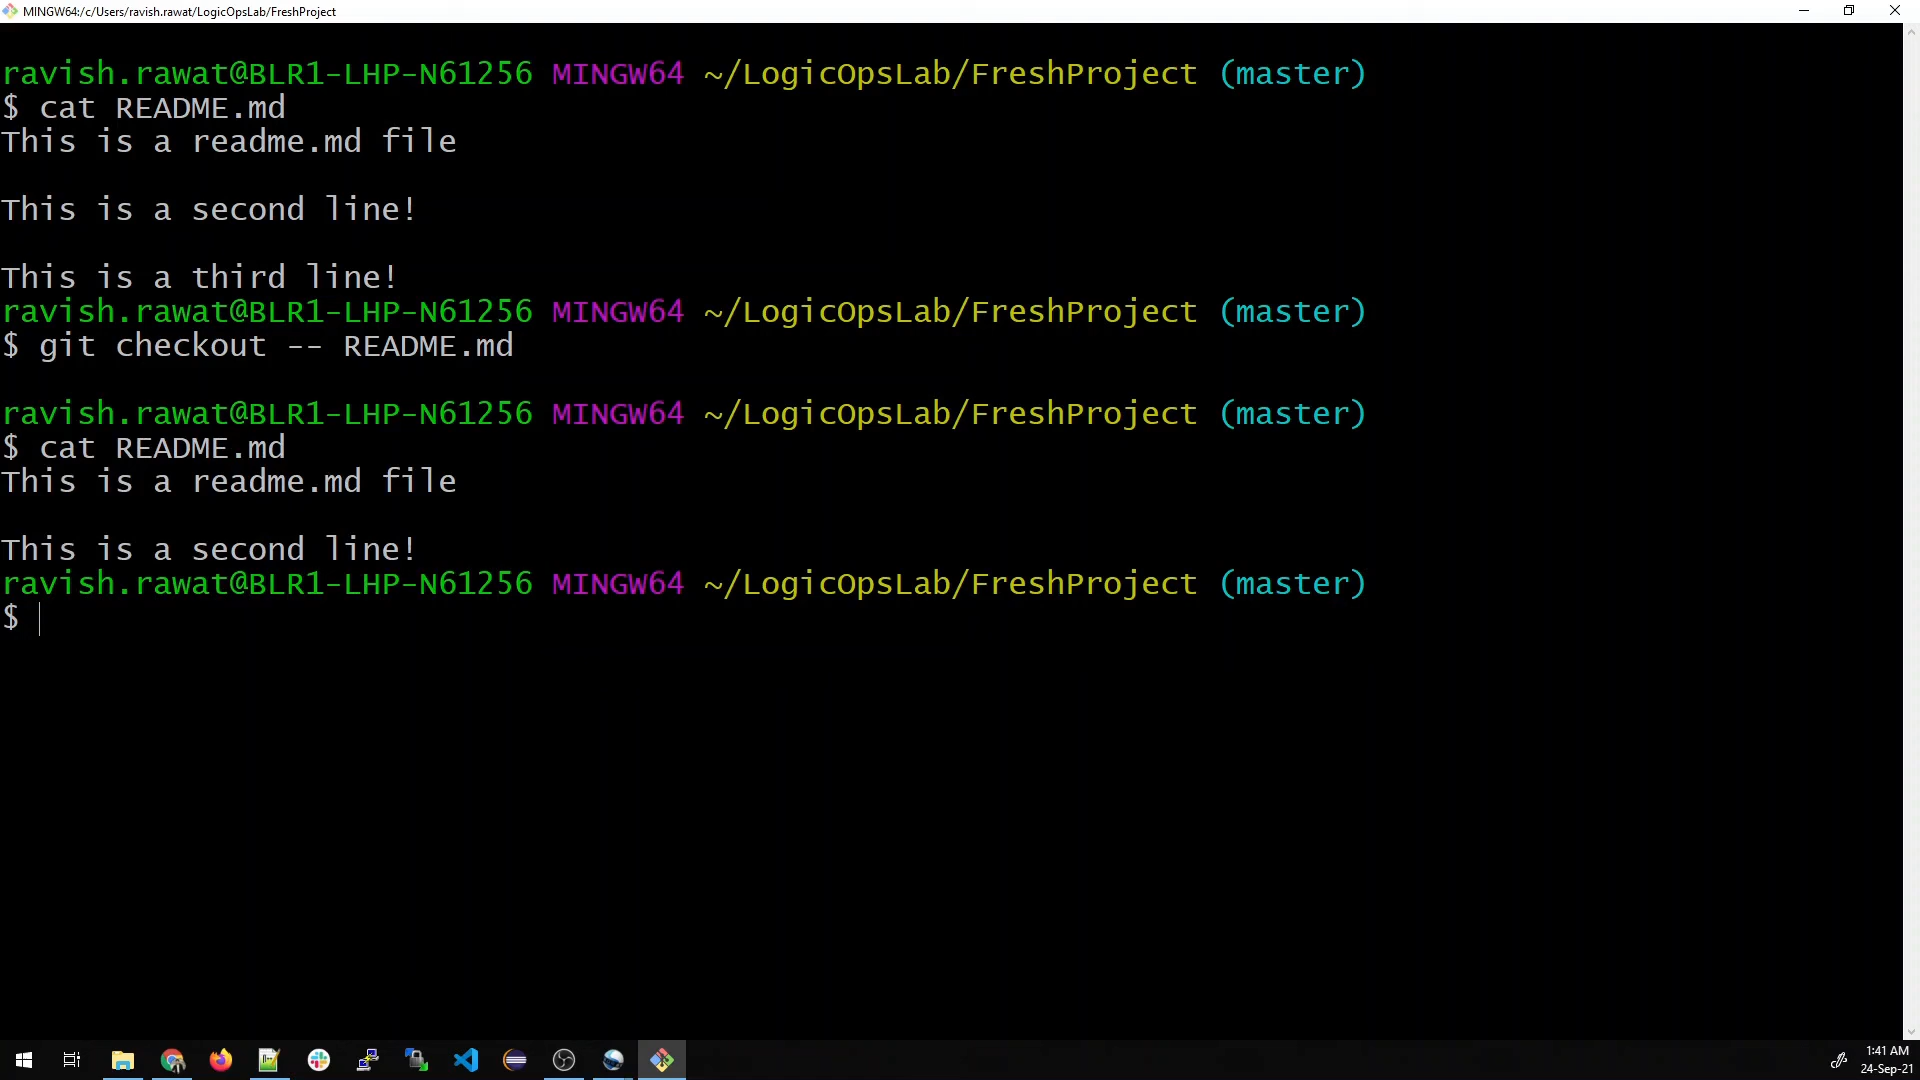 MINGW64:/c/Users/ravish.rawat/LogicOpsLab/FreshProject
ravish.rawat@BLR1-LHP-N61256 MINGW64 ~/LogicOpsLab/FreshProject (master)
$ cat README.md
This is a readme.md file
This is a second line!
This is a third line!
ravish.rawat@BLR1-LHP-N61256 MINGW64 ~/LogicOpsLab/FreshProject (master)
$ git checkout -- README.md
ravish.rawat@BLR1-LHP-N61256 MINGW64 ~/LogicOpsLab/FreshProject (master)
$ cat README.md
This is a readme.md file
This is a second line!
ravish.rawat@BLR1-LHP-N61256 MINGW64 ~/LogicOpsLab/FreshProject (master)
$
1:41 AM
24-Sep-21